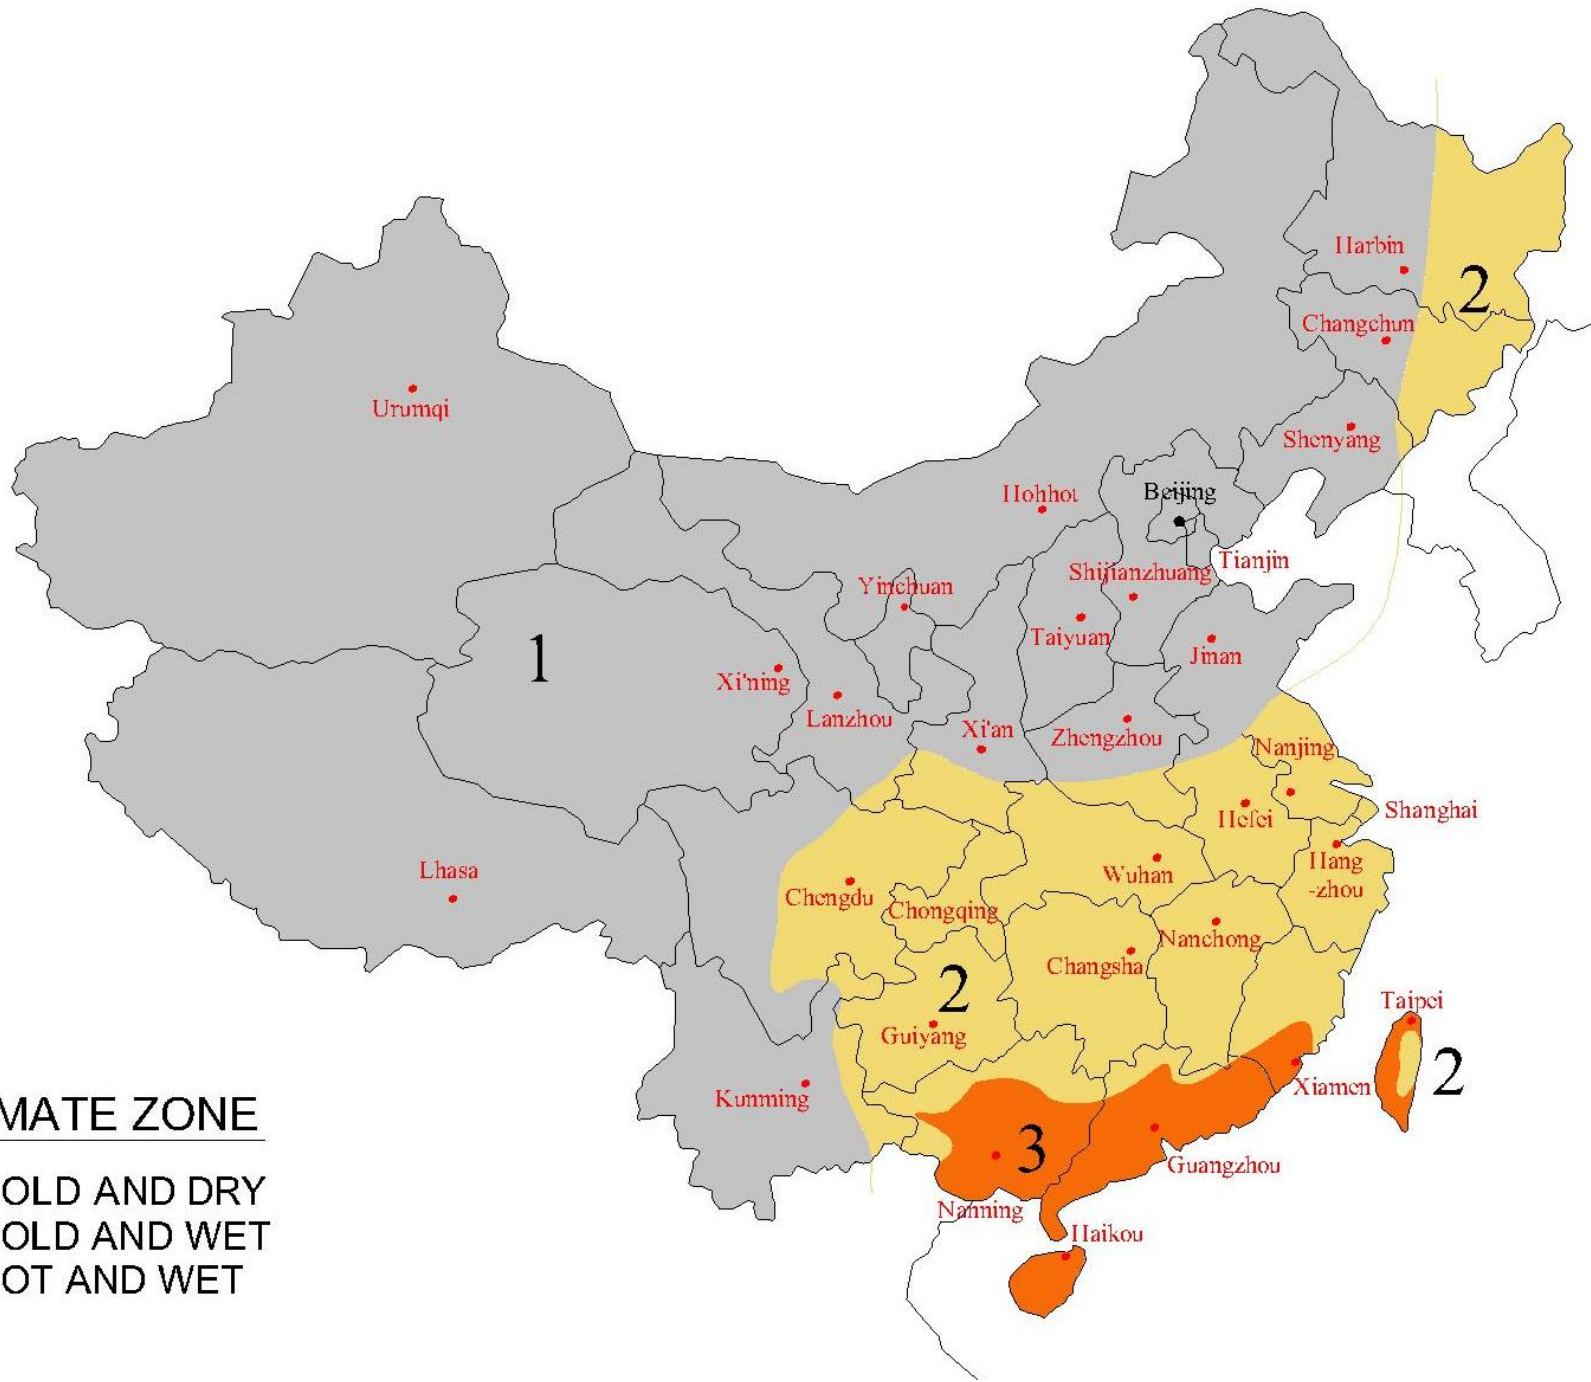 Harbin
2
Changchun
Urumqi
Shenyang
Hohhot
Beijing
Tianjin
Shijianzhuang
Yinchuan
Taiyuan
Jinan
1
Xi'ning
Lanzhou
Xi'an
Zhengzhou
Nanjing
Shanghai
Hefei
Lhasa
Wuhan
Hang
-zhou
Chengdu
Chongqing
Nanchong
Changsha
2
Guiyang
Taipei
2
Xiamen
Kunming
3
Guangzhou
Nanning
Haikou
MATE ZONE
OLD AND DRY
OLD AND WET
OT AND WET